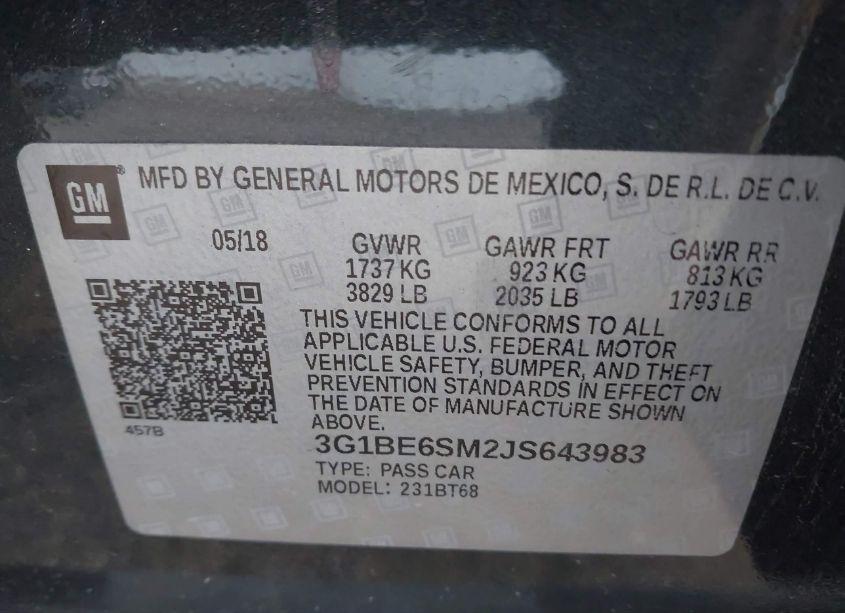 GM
MFD BY GENERAL MOTORS DE MEXICO, S. DE R.L. DE C.V.
05/18
GVWR GAWR FRT GAWR RR
1737 KG 923 KG 813 KG
3829 LB 2035 LB 1793 LB
THIS VEHICLE CONFORMS TO ALL
APPLICABLE U.S. FEDERAL MOTOR
VEHICLE SAFETY, BUMPER, AND THEFT
PREVENTION STANDARDS IN EFFECT ON
THE DATE OF MANUFACTURE SHOWN
ABOVE.
457B
3G1BE6SM2JS643983
TYPE: PASS CAR
MODEL: 231BT68